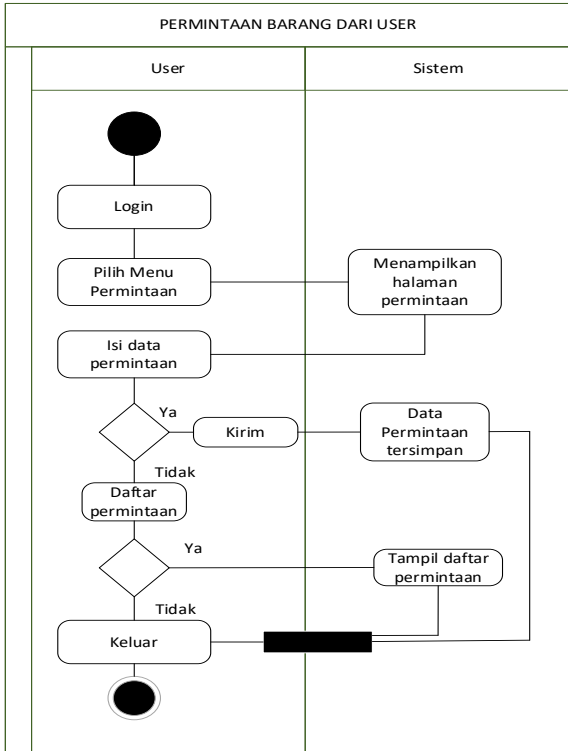 PERMINTAAN BARANG DARI USER
User
Sistem
Login
Pilih Menu
Permintaan
Menampilkan
halaman
permintaan
Isi data
permintaan
Ya
Kirim
Data
Permintaan
tersimpan
Tidak
Daftar
permintaan
Ya
Tampil daftar
permintaan
Tidak
Keluar